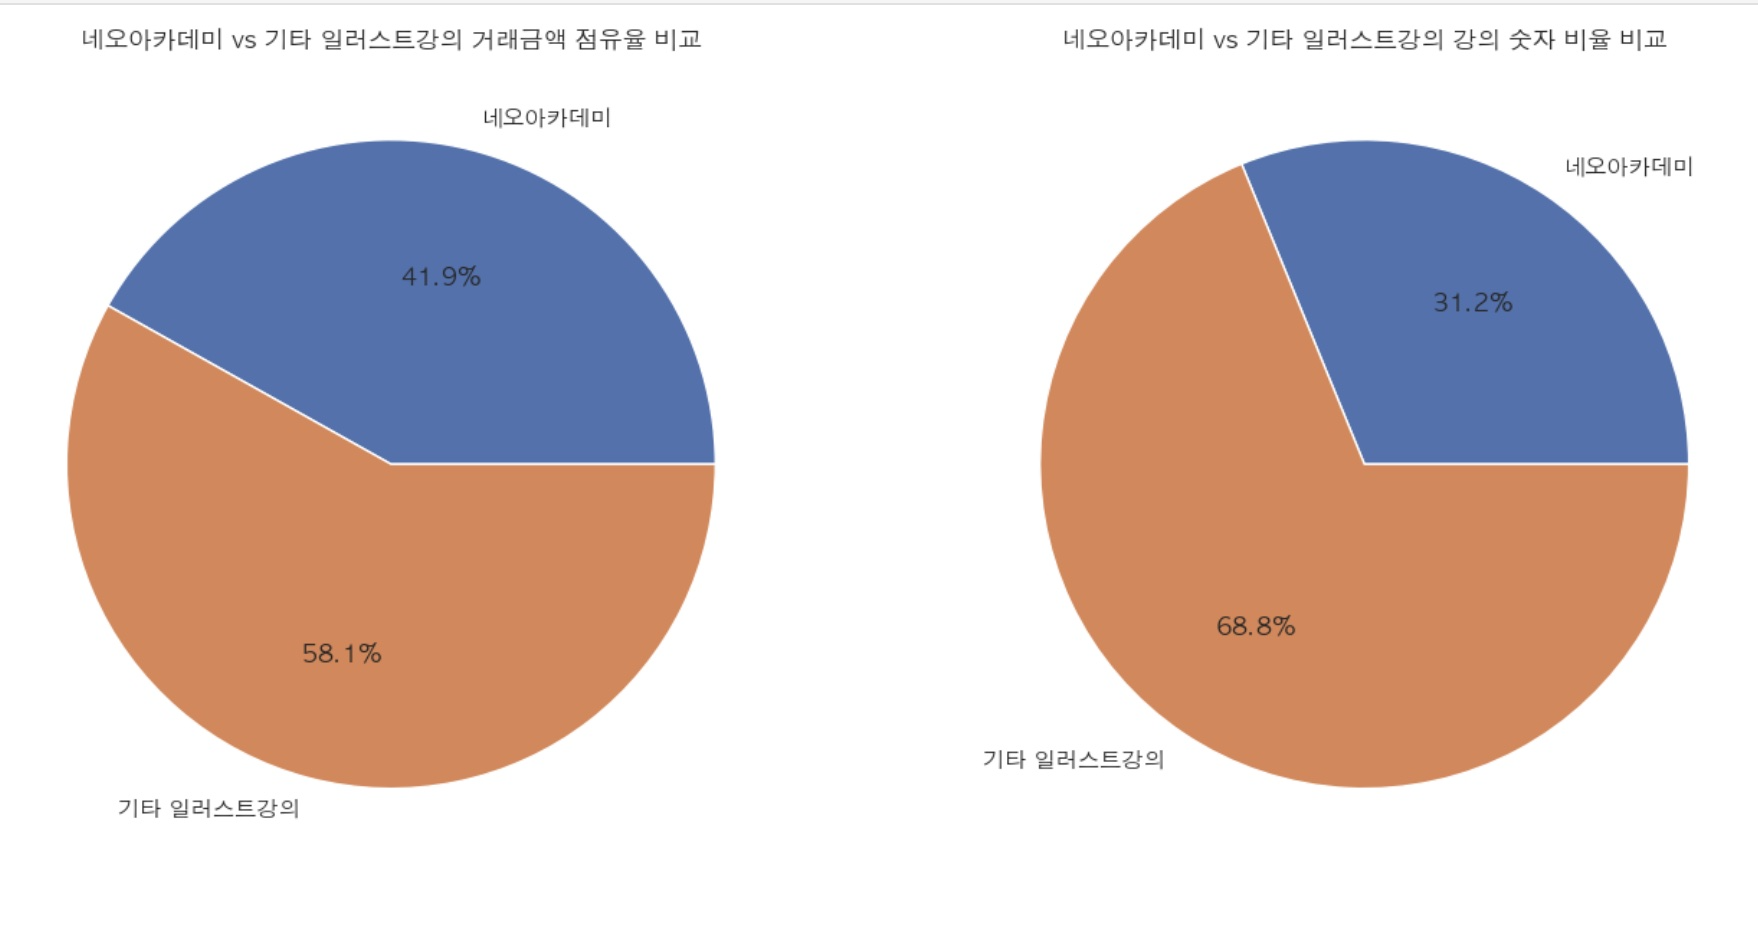 네오아카데미 vs 기타 일러스트강의 거래금액 점유율 비교
네오아카데미
41.9%
58.1%
기타 일러스트강의
네오아카데미 vs 기타 일러스트강의 강의 숫자 비율 비교
네오아카데미
31.2%
68.8%
기타 일러스트강의